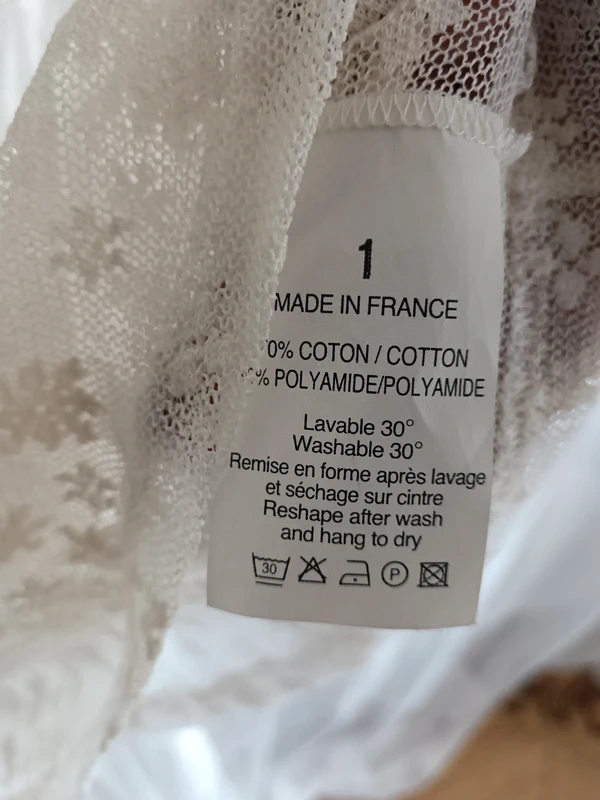 1
MADE IN FRANCE
0% COTON / COTTON
% POLYAMIDE/POLYAMIDE
Lavable 30°
Washable 30°
Remise en forme après lavage
et séchage sur cintre
Reshape after wash
and hang to dry
30 P